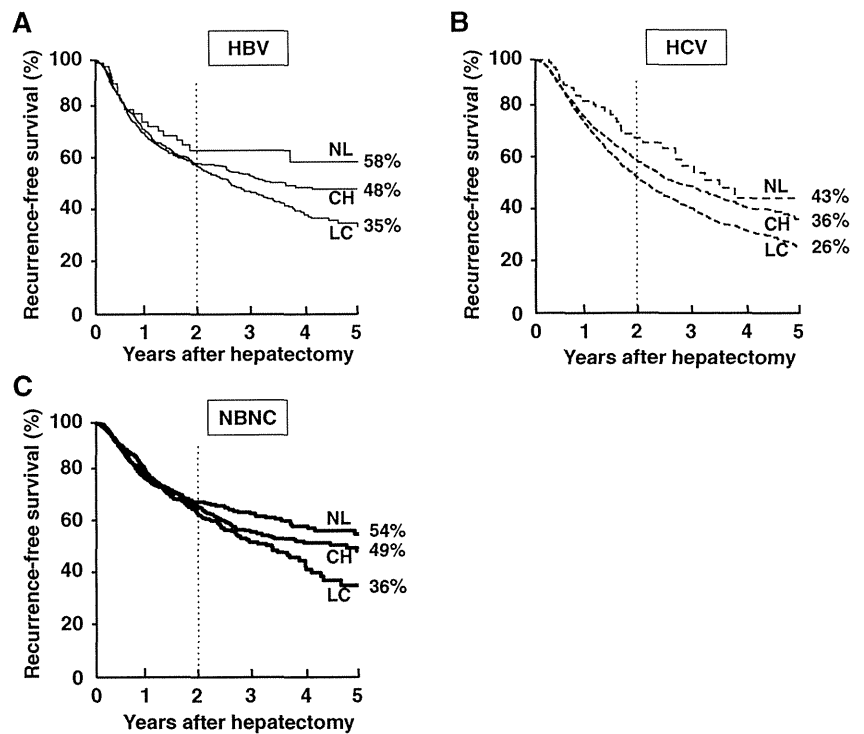 A
HBV
Recurrence-free survival (%)
100
80
60
40
20
0
NL
58%
CH
48%
LC
35%
0 1 2 3 4 5
Years after hepatectomy
B
HCV
Recurrence-free survival (%)
100
80
60
40
20
0
NL
43%
CH
36%
LC
26%
0 1 2 3 4 5
Years after hepatectomy
C
NBNC
Recurrence-free survival (%)
100
80
60
40
20
0
NL
54%
CH
49%
LC
36%
0 1 2 3 4 5
Years after hepatectomy